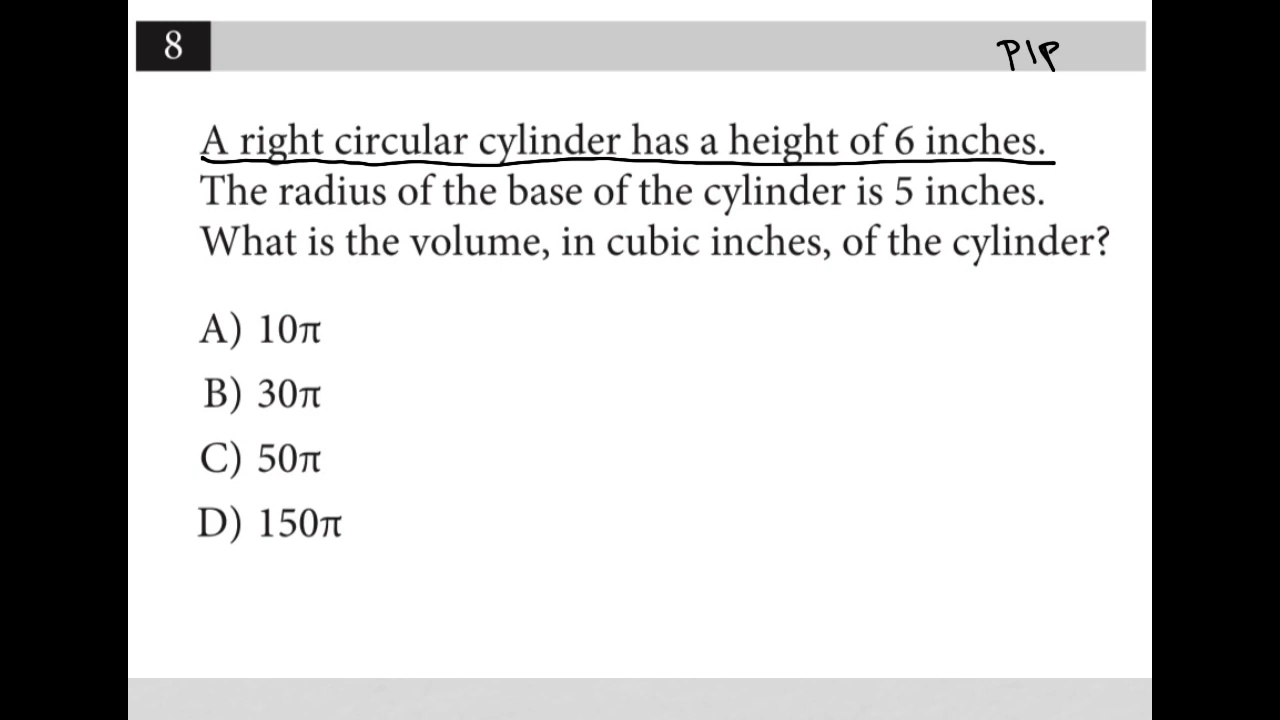 8
PIP
A right circular cylinder has a height of 6 inches.
The radius of the base of the cylinder is 5 inches.
What is the volume, in cubic inches, of the cylinder?
A) 10π
B) 30π
C) 50π
D) 150π